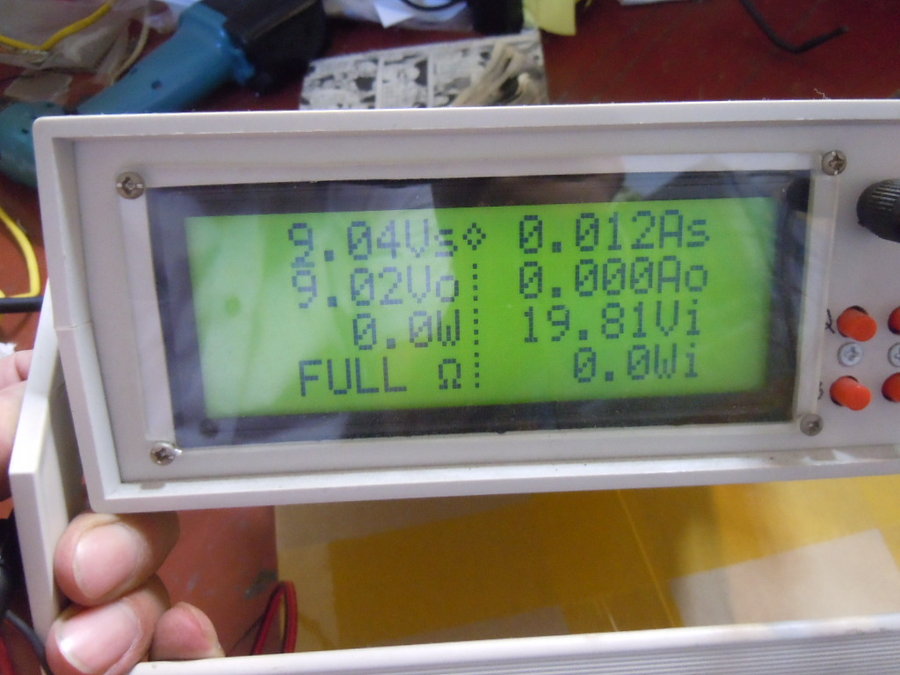 9.04Vs◇ 0.012As
9.02Vo 0.000Ao
0.0W 19.81Vi
FULL Ω 0.0Wi